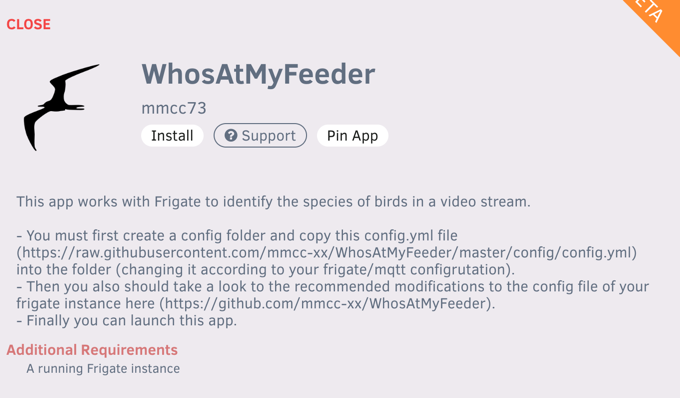 CLOSE
WhosAtMyFeeder
mmcc73
Install
Support
Pin App
This app works with Frigate to identify the species of birds in a video stream.
- You must first create a config folder and copy this config.yml file
(https://raw.githubusercontent.com/mmcc-xx/WhosAtMyFeeder/master/config/config.yml)
into the folder (changing it according to your frigate/mqtt configrutation).
- Then you also should take a look to the recommended modifications to the config file of your
frigate instance here (https://github.com/mmcc-xx/WhosAtMyFeeder).
- Finally you can launch this app.
Additional Requirements
A running Frigate instance